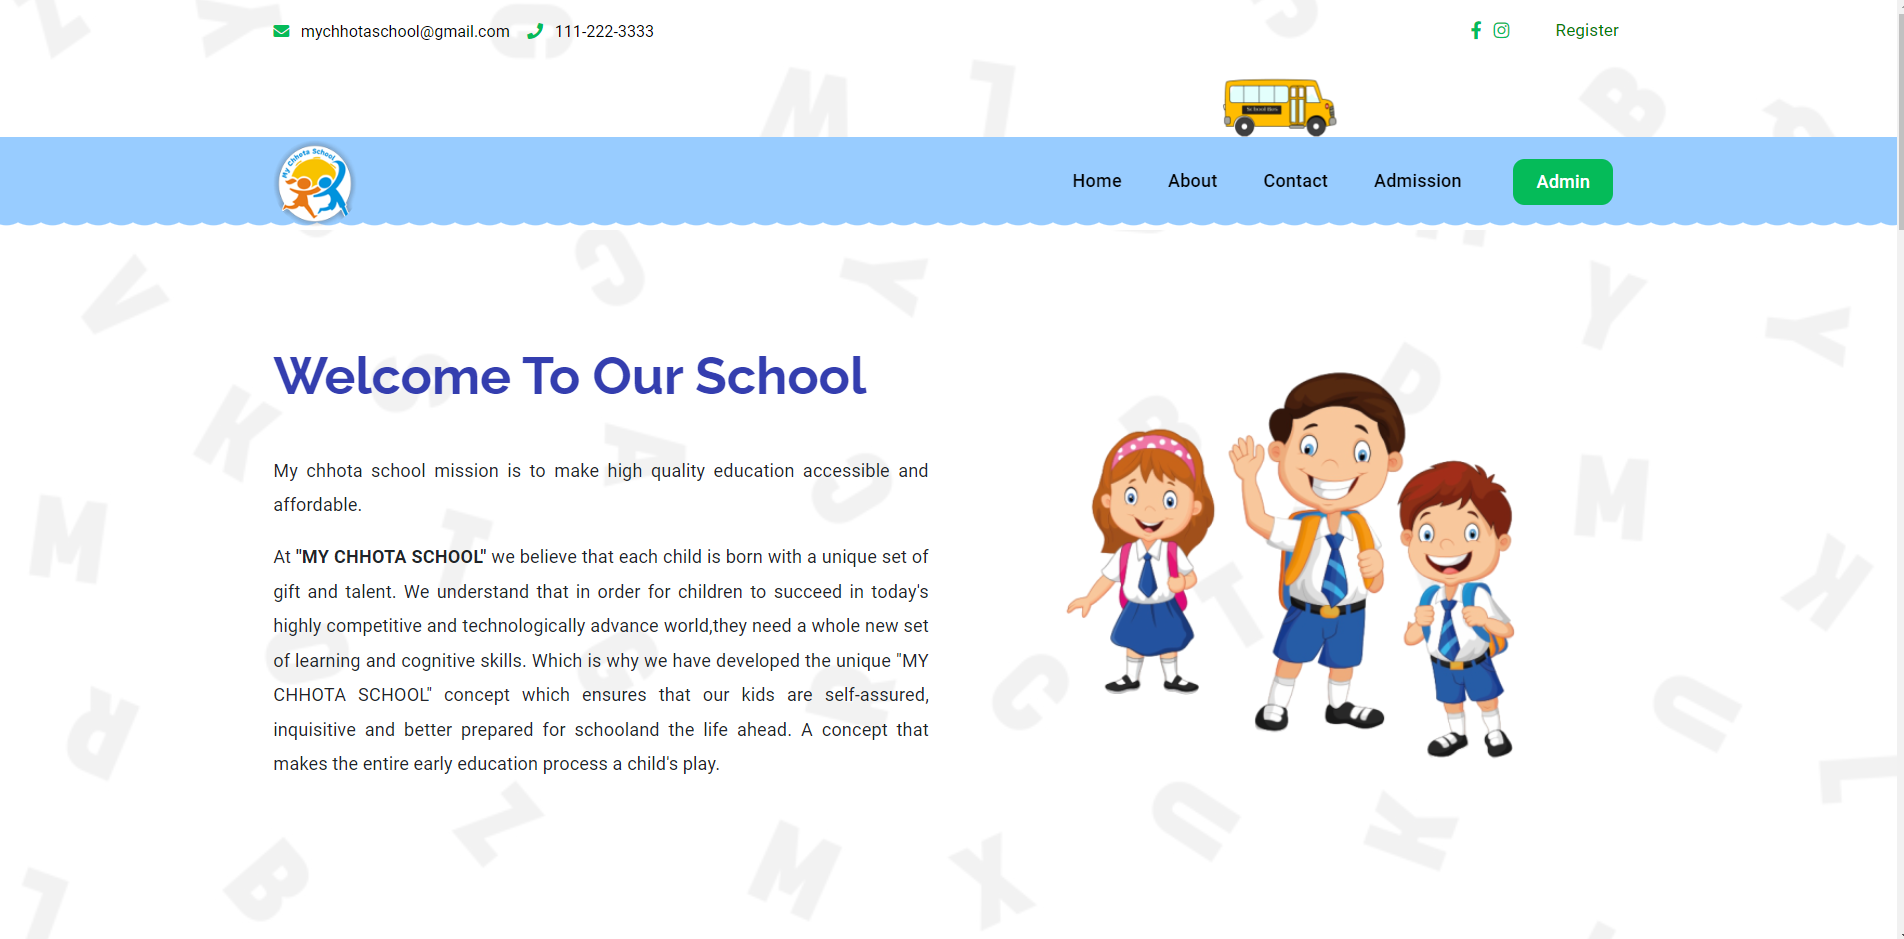 mychhotaschool@gmail.com 111-222-3333 Register
School Bus
My Chhota School
Home About Contact Admission Admin
Welcome To Our School
My chhota school mission is to make high quality education accessible and
affordable.
At "MY CHHOTA SCHOOL" we believe that each child is born with a unique set of
gift and talent. We understand that in order for children to succeed in today's
highly competitive and technologically advance world,they need a whole new set
of learning and cognitive skills. Which is why we have developed the unique "MY
CHHOTA SCHOOL" concept which ensures that our kids are self-assured,
inquisitive and better prepared for schooland the life ahead. A concept that
makes the entire early education process a child's play.